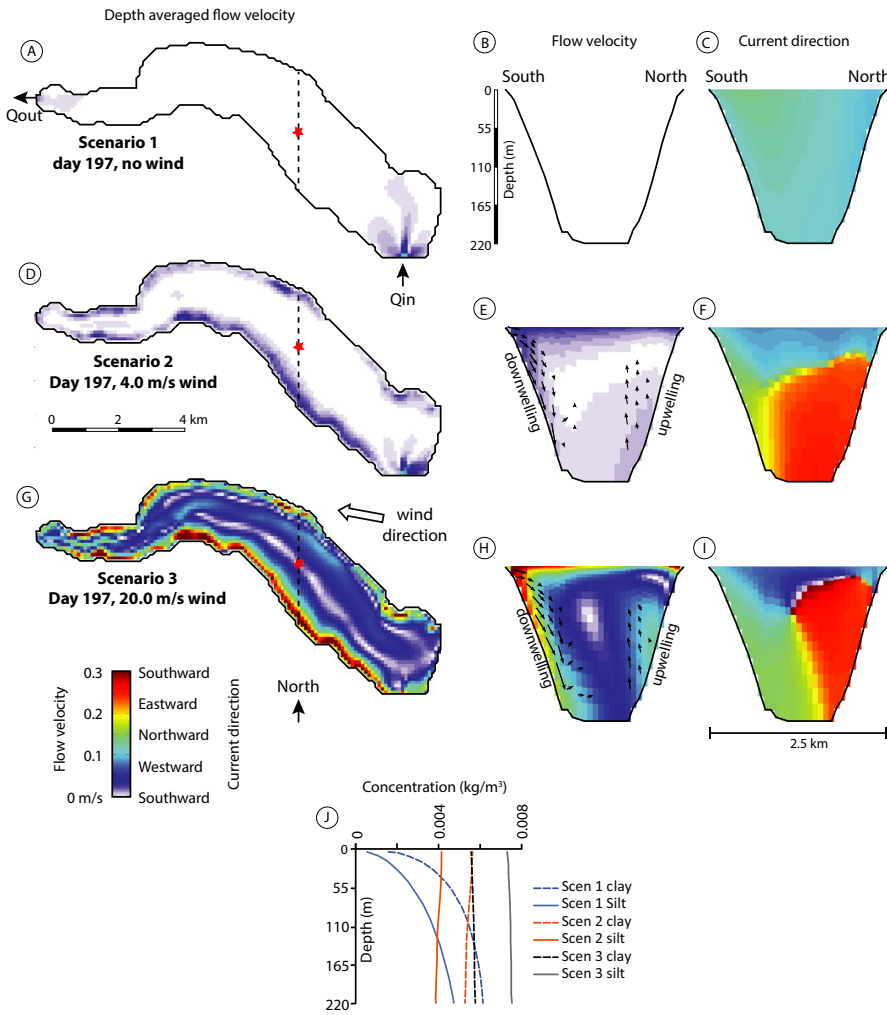 Depth averaged flow velocity
A
Qout
Scenario 1
day 197, no wind
Qin
B
Flow velocity
South
North
0
55
110
165
220
Depth (m)
C
Current direction
South
North
D
Scenario 2
Day 197, 4.0 m/s wind
0 2 4 km
E
downwelling
upwelling
F
G
wind
direction
Scenario 3
Day 197, 20.0 m/s wind
North
Flow velocity
0.3
0.2
0.1
0 m/s
Southward
Eastward
Northward
Westward
Southward
Current direction
H
downwelling
upwelling
I
2.5 km
J
Concentration (kg/m³)
0
0.004
0.008
0
55
110
165
220
Depth (m)
Scen 1 clay
Scen 1 Silt
Scen 2 clay
Scen 2 silt
Scen 3 clay
Scen 3 silt